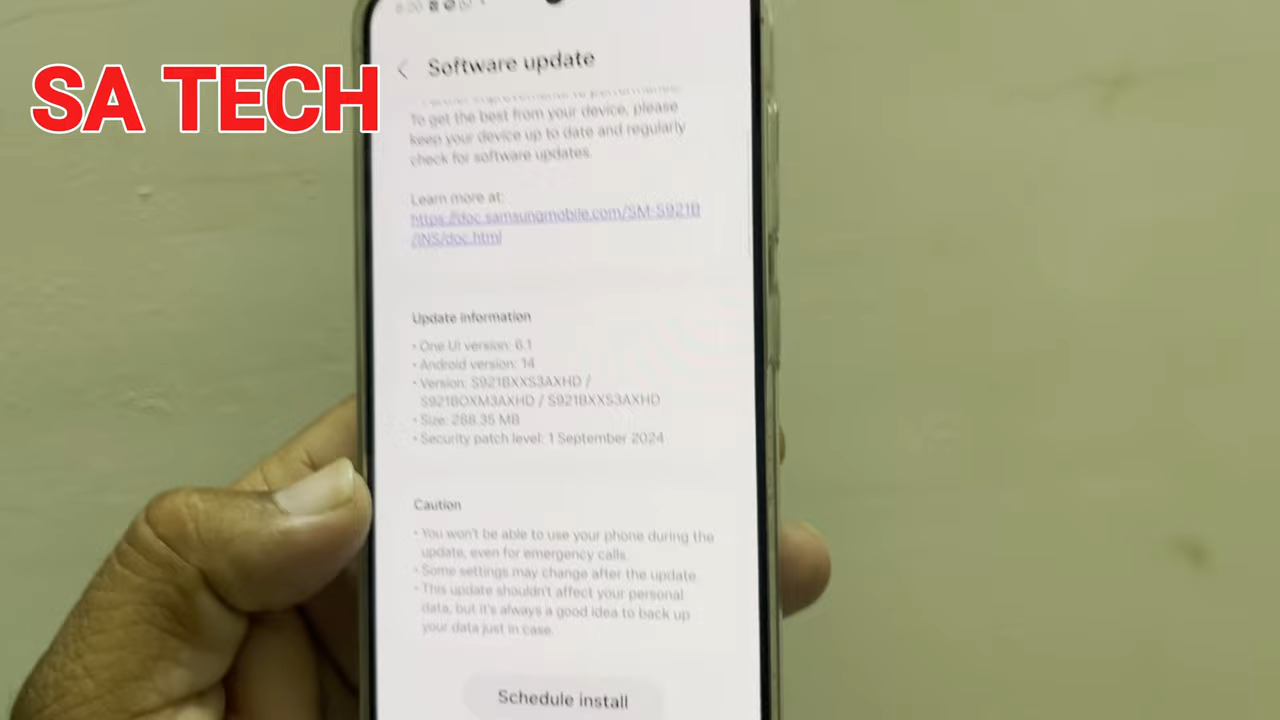 SA TECH
Software update
To get the best from your device, please
keep your device up to date and regularly
check for software updates.
Learn more at:
https://doc.samsungmobile.com/SM-S921B
/INS/doc.html
Update information
• One UI version: 6.1
• Android version: 14
• Version: S921BXXS3AXHD /
S921BOXM3AXHD / S921BXXS3AXHD
• Size: 288.35 MB
• Security patch level: 1 September 2024
Caution
• You won't be able to use your phone during the
update, even for emergency calls.
• Some settings may change after the update.
• This update shouldn't affect your personal
data, but it's always a good idea to back up
your data just in case.
Schedule install